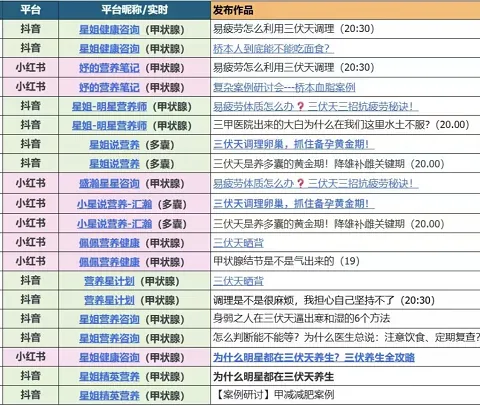 平台 平台昵称/实时 发布作品
抖音 星姐健康咨询（甲状腺） 易疲劳怎么利用三伏天调理（20:30）
抖音 星姐健康咨询（甲状腺） 桥本人到底能不能吃面食？
小红书 妤的营养笔记（甲状腺） 易疲劳怎么利用三伏天调理（20:30）
小红书 妤的营养笔记（甲状腺） 复杂案例研讨会---桥本血脂案例
抖音 星姐-明星营养师（甲状腺） 易疲劳体质怎么办❓三伏天三招抗疲劳秘诀！
抖音 星姐-明星营养师（甲状腺） 三甲医院出来的大白为什么在我们这里水土不服？(20.00)
抖音 星姐说营养（多囊） 三伏天调理卵巢，抓住备孕黄金期！
抖音 星姐说营养（多囊） 三伏天是养多囊的黄金期！降雄补雌关键期（20.00）
小红书 盛瀚星星咨询（甲状腺） 易疲劳体质怎么办❓三伏天三招抗疲劳秘诀！
小红书 小星说营养-汇瀚（多囊） 三伏天调理卵巢，抓住备孕黄金期！
小红书 小星说营养-汇瀚（多囊） 三伏天是养多囊的黄金期！降雄补雌关键期（20.00）
小红书 佩佩营养健康（甲状腺） 三伏天晒背
小红书 佩佩营养健康（甲状腺） 甲状腺结节是不是气出来的（19）
抖音 营养星计划（甲状腺） 三伏天晒背
抖音 营养星计划（甲状腺） 调理是不是很麻烦，我担心自己坚持不了（20:30）
抖音 星姐营养咨询（甲状腺） 身弱之人在三伏天逼出寒和湿的6个方法
抖音 星姐营养咨询（甲状腺） 怎么判断能不能等？为什么医生总说：注意饮食、定期复查?
小红书 星姐健康咨询（甲状腺） 为什么明星都在三伏天养生？三伏养生全攻略
抖音 星姐精英营养（甲状腺） 为什么明星都在三伏天养生
抖音 星姐精英营养（甲状腺） 【案例研讨】甲减减肥案例